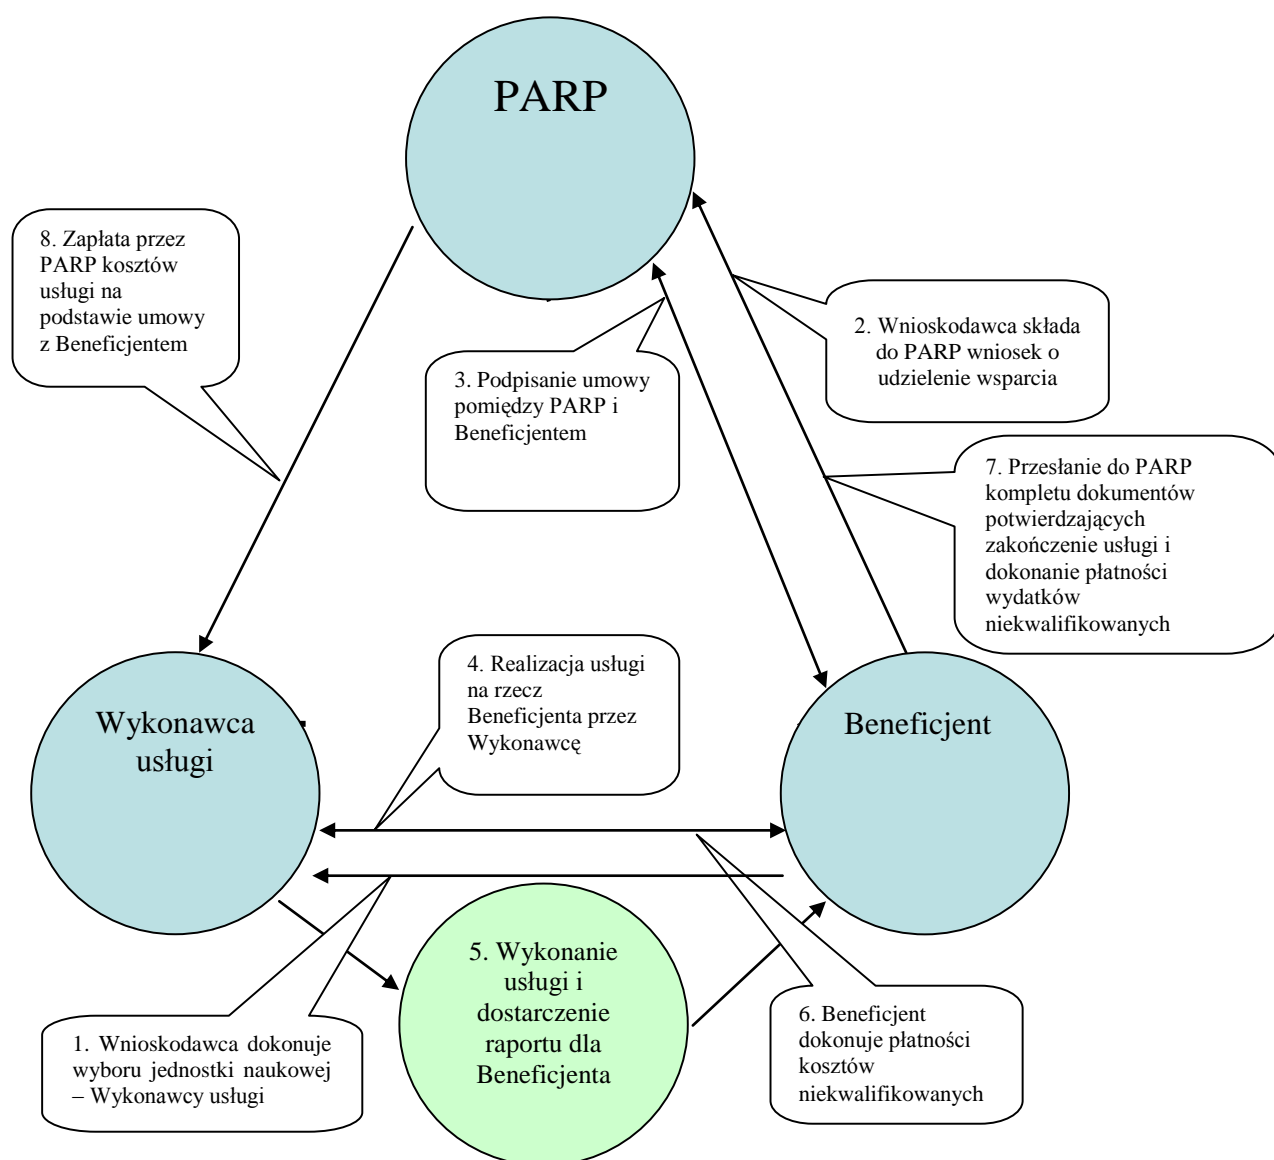 PARP
8. Zapłata przez
PARP kosztów
usługi na
podstawie umowy
z Beneficjentem
2. Wnioskodawca składa
do PARP wniosek o
udzielenie wsparcia
3. Podpisanie umowy
pomiędzy PARP i
Beneficjentem
7. Przesłanie do PARP
kompletu dokumentów
potwierdzających
zakończenie usługi i
dokonanie płatności
wydatków
niekwalifikowanych
4. Realizacja usługi
na rzecz
Beneficjenta przez
Wykonawcę
Wykonawca
usługi
Beneficjent
5. Wykonanie
usługi i
dostarczenie
raportu dla
Beneficjenta
1. Wnioskodawca dokonuje
wyboru jednostki naukowej
– Wykonawcy usługi
6. Beneficjent
dokonuje płatności
kosztów
niekwalifikowanych